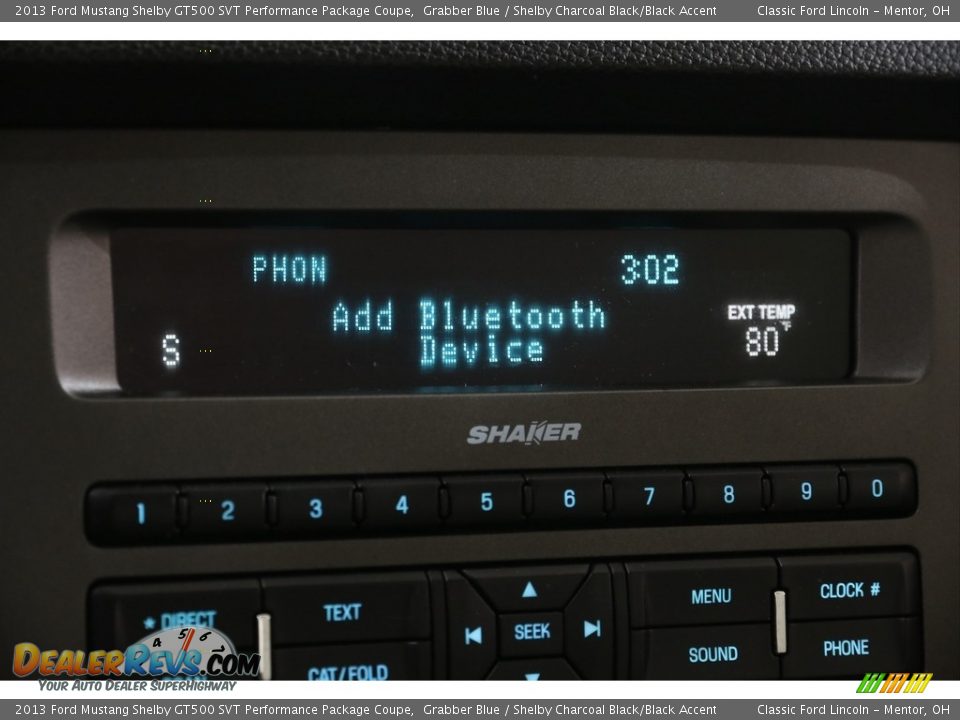 2013 Ford Mustang Shelby GT500 SVT Performance Package Coupe,  Grabber Blue / Shelby Charcoal Black/Black Accent    Classic Ford Lincoln – Mentor, OH
PHON 3:02
Add Bluetooth
Device
S
EXT TEMP
80°F
SHAKER
1 2 3 4 5 6 7 8 9 0
* DIRECT TEXT SEEK MENU CLOCK #
CAT/FOLD SOUND PHONE
4 5 6
DealerRevs.com
Your Auto Dealer SuperHighway
2013 Ford Mustang Shelby GT500 SVT Performance Package Coupe,  Grabber Blue / Shelby Charcoal Black/Black Accent    Classic Ford Lincoln – Mentor, OH